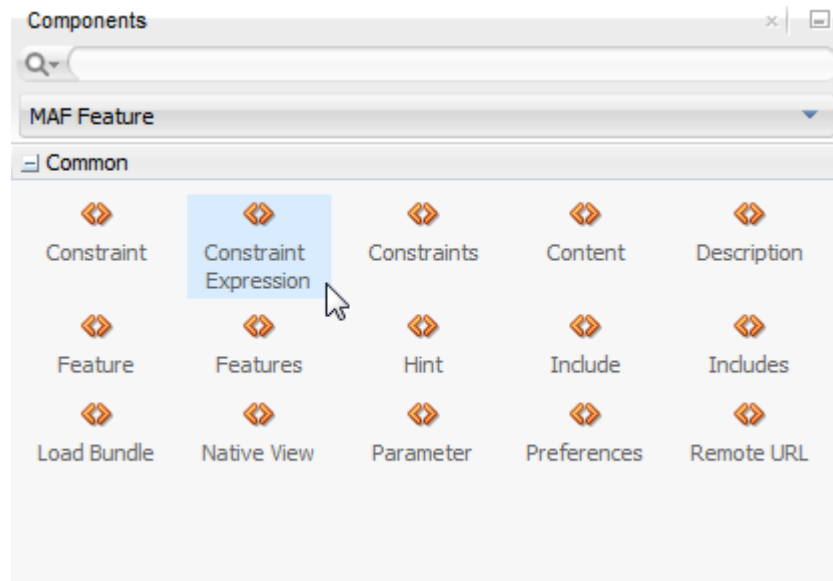 Components
MAF Feature
Common
Constraint Constraint Expression Constraints Content Description
Feature Features Hint Include Includes
Load Bundle Native View Parameter Preferences Remote URL